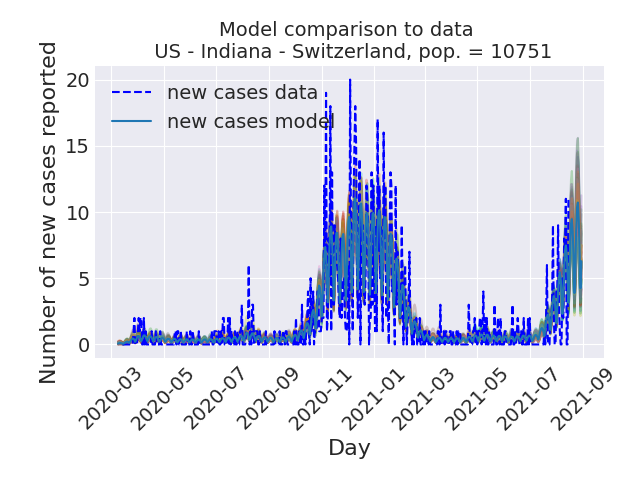 Model comparison to data
US - Indiana - Switzerland, pop. = 10751
new cases data
new cases model
Number of new cases reported
20
15
10
5
0
2020-03
2020-05
2020-07
2020-09
2020-11
2021-01
2021-03
2021-05
2021-07
2021-09
Day